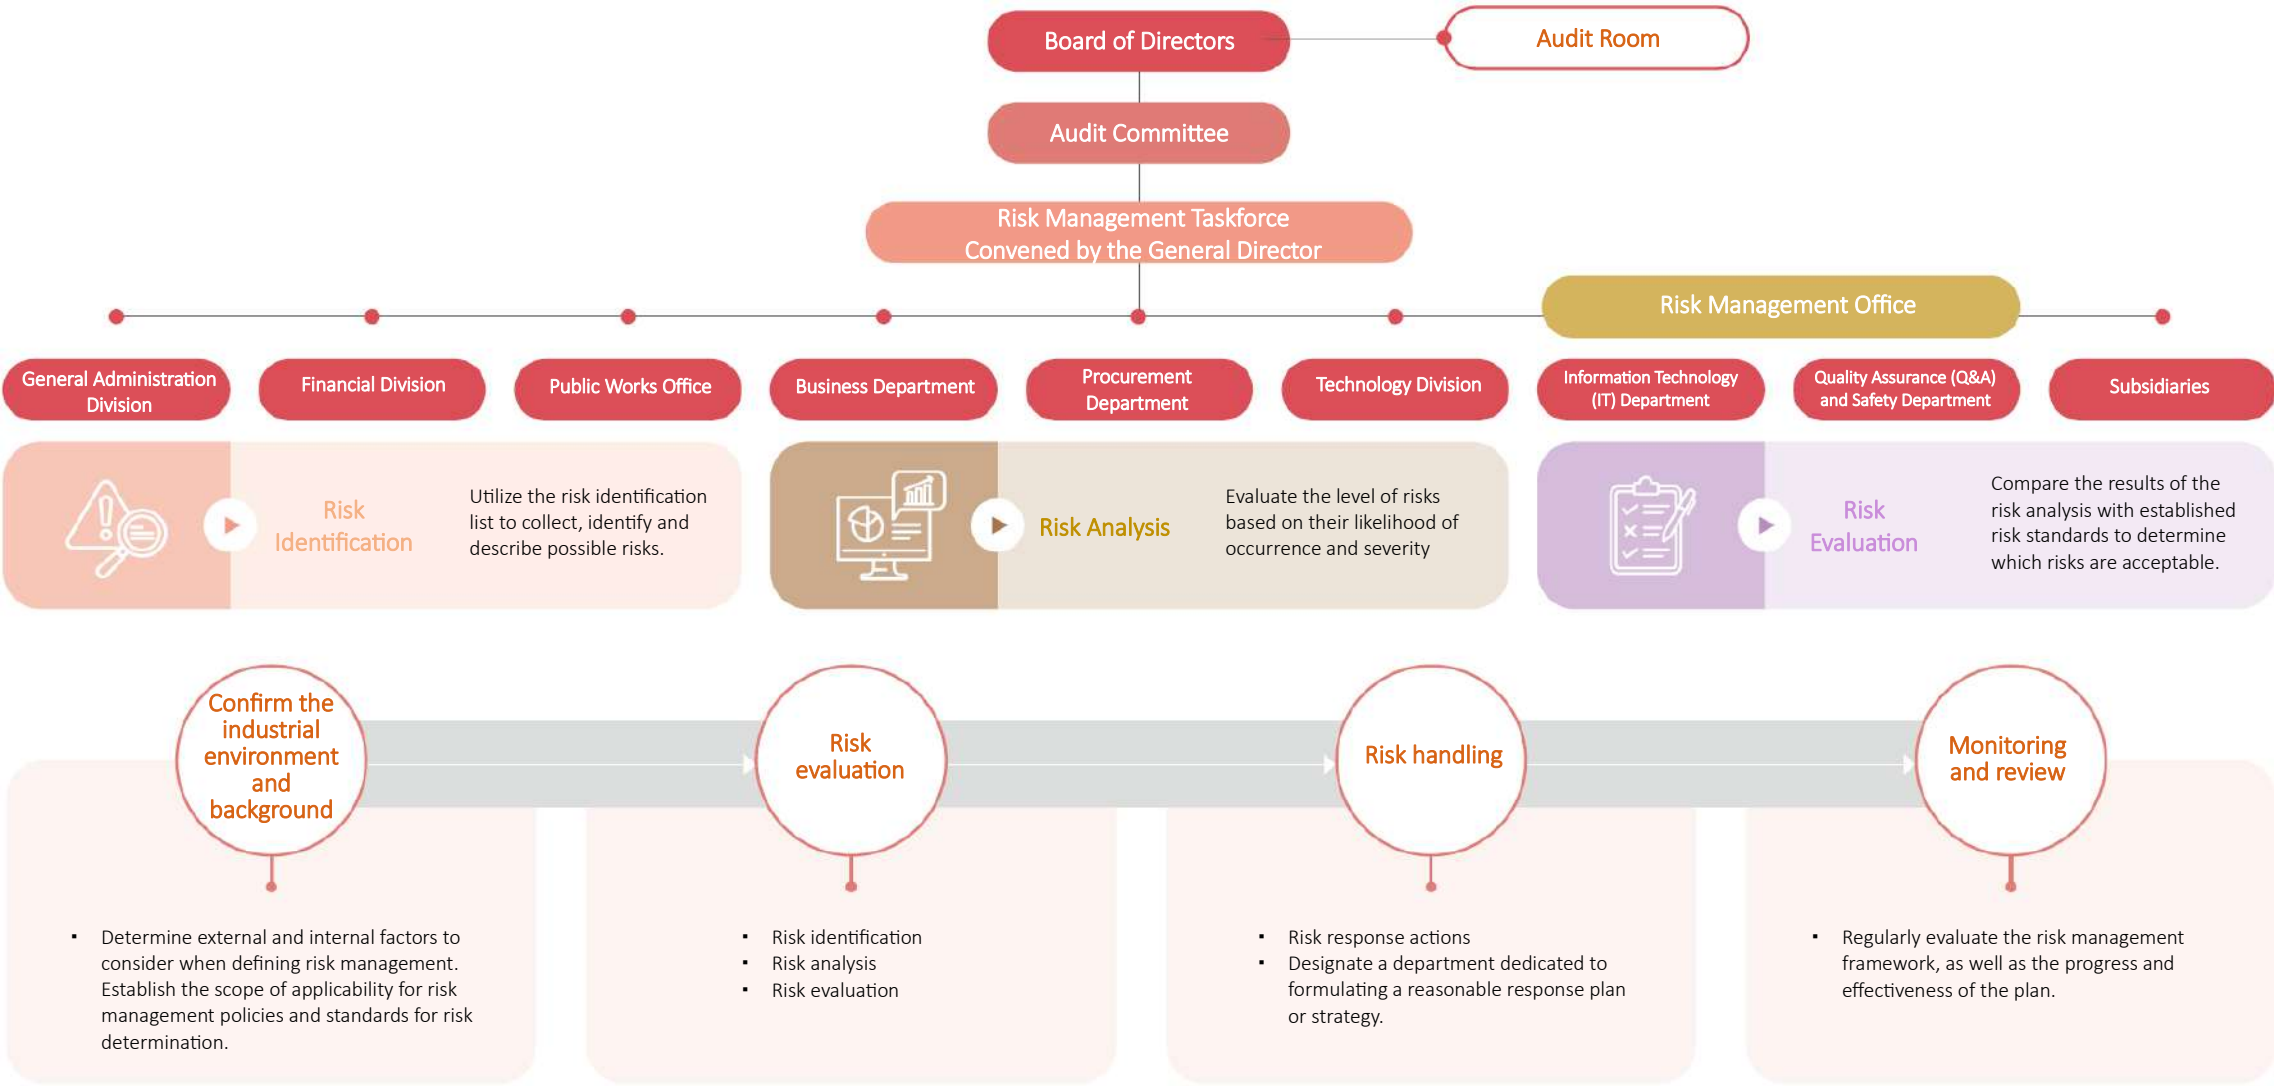 Board of Directors
Audit Room
Audit Committee
Risk Management Taskforce
Convened by the General Director
Risk Management Office
General Administration
Division
Financial Division
Public Works Office
Business Department
Procurement
Department
Technology Division
Information Technology
(IT) Department
Quality Assurance (Q&A)
and Safety Department
Subsidiaries
Risk
Identification
Utilize the risk identification
list to collect, identify and
describe possible risks.
Risk Analysis
Evaluate the level of risks
based on their likelihood of
occurrence and severity
Risk
Evaluation
Compare the results of the
risk analysis with established
risk standards to determine
which risks are acceptable.
Confirm the
industrial
environment
and
background
Risk
evaluation
Risk handling
Monitoring
and review
▪ Determine external and internal factors to
consider when defining risk management.
Establish the scope of applicability for risk
management policies and standards for risk
determination.
▪ Risk identification
▪ Risk analysis
▪ Risk evaluation
▪ Risk response actions
▪ Designate a department dedicated to
formulating a reasonable response plan
or strategy.
▪ Regularly evaluate the risk management
framework, as well as the progress and
effectiveness of the plan.